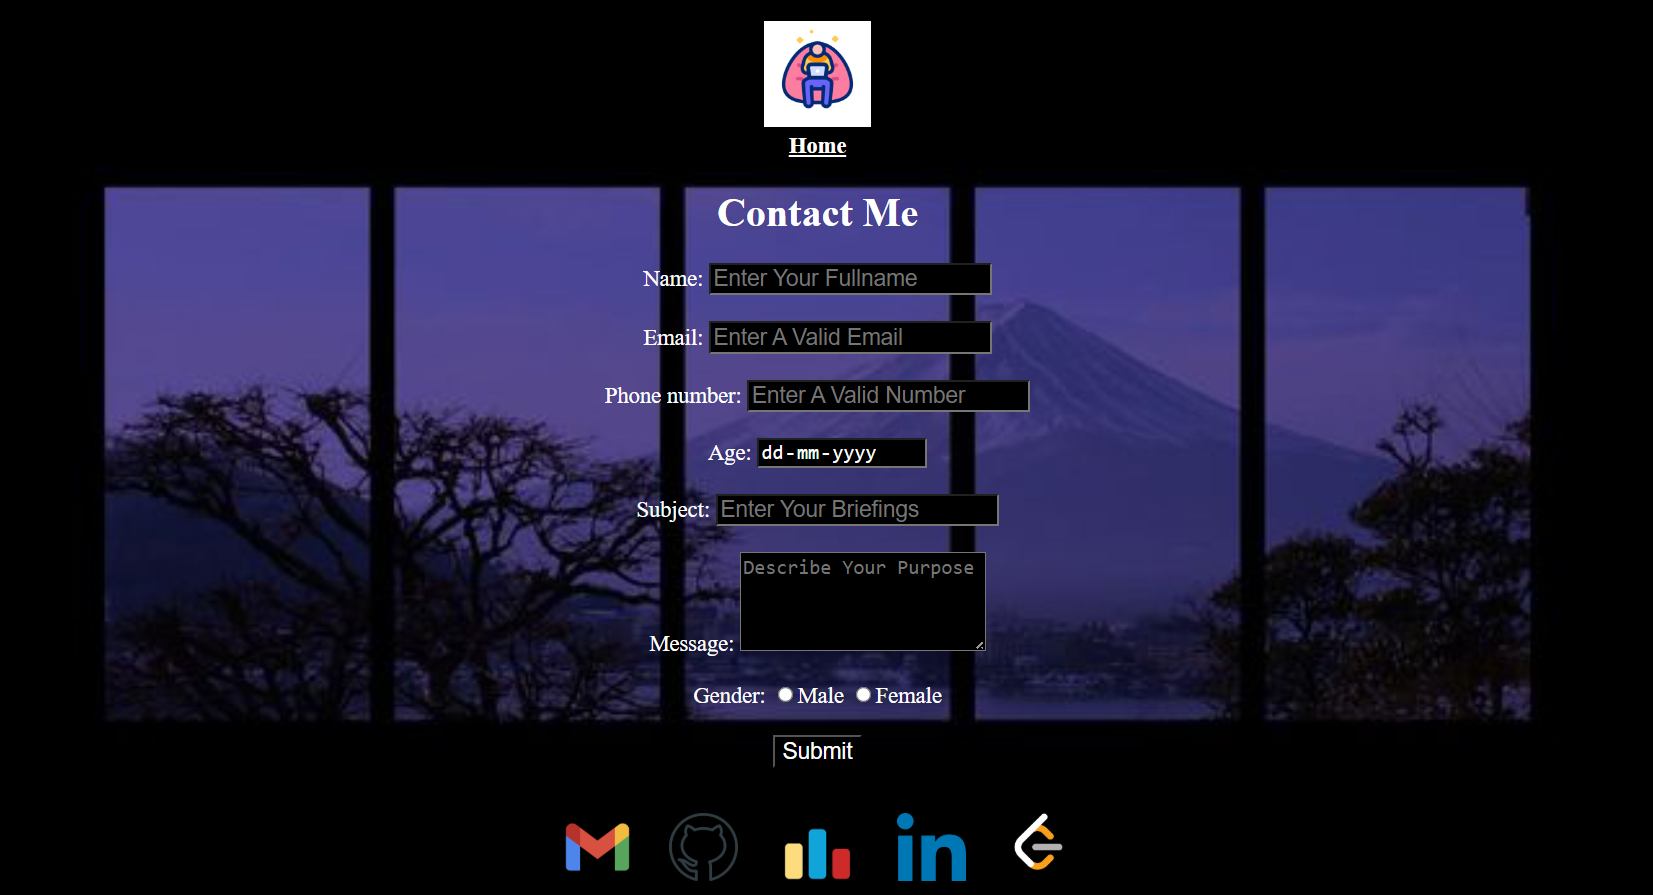 Home
Contact Me
Name: Enter Your Fullname
Email: Enter A Valid Email
Phone number: Enter A Valid Number
Age: dd-mm-yyyy
Subject: Enter Your Briefings
Describe Your Purpose
Message:
Gender: Male Female
Submit
in